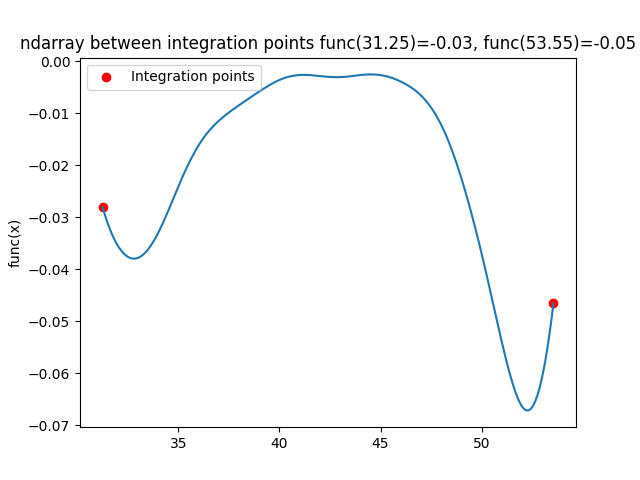 ndarray between integration points func(31.25)=-0.03, func(53.55)=-0.05
Integration points
func(x)
0.00
−0.01
−0.02
−0.03
−0.04
−0.05
−0.06
−0.07
35 40 45 50